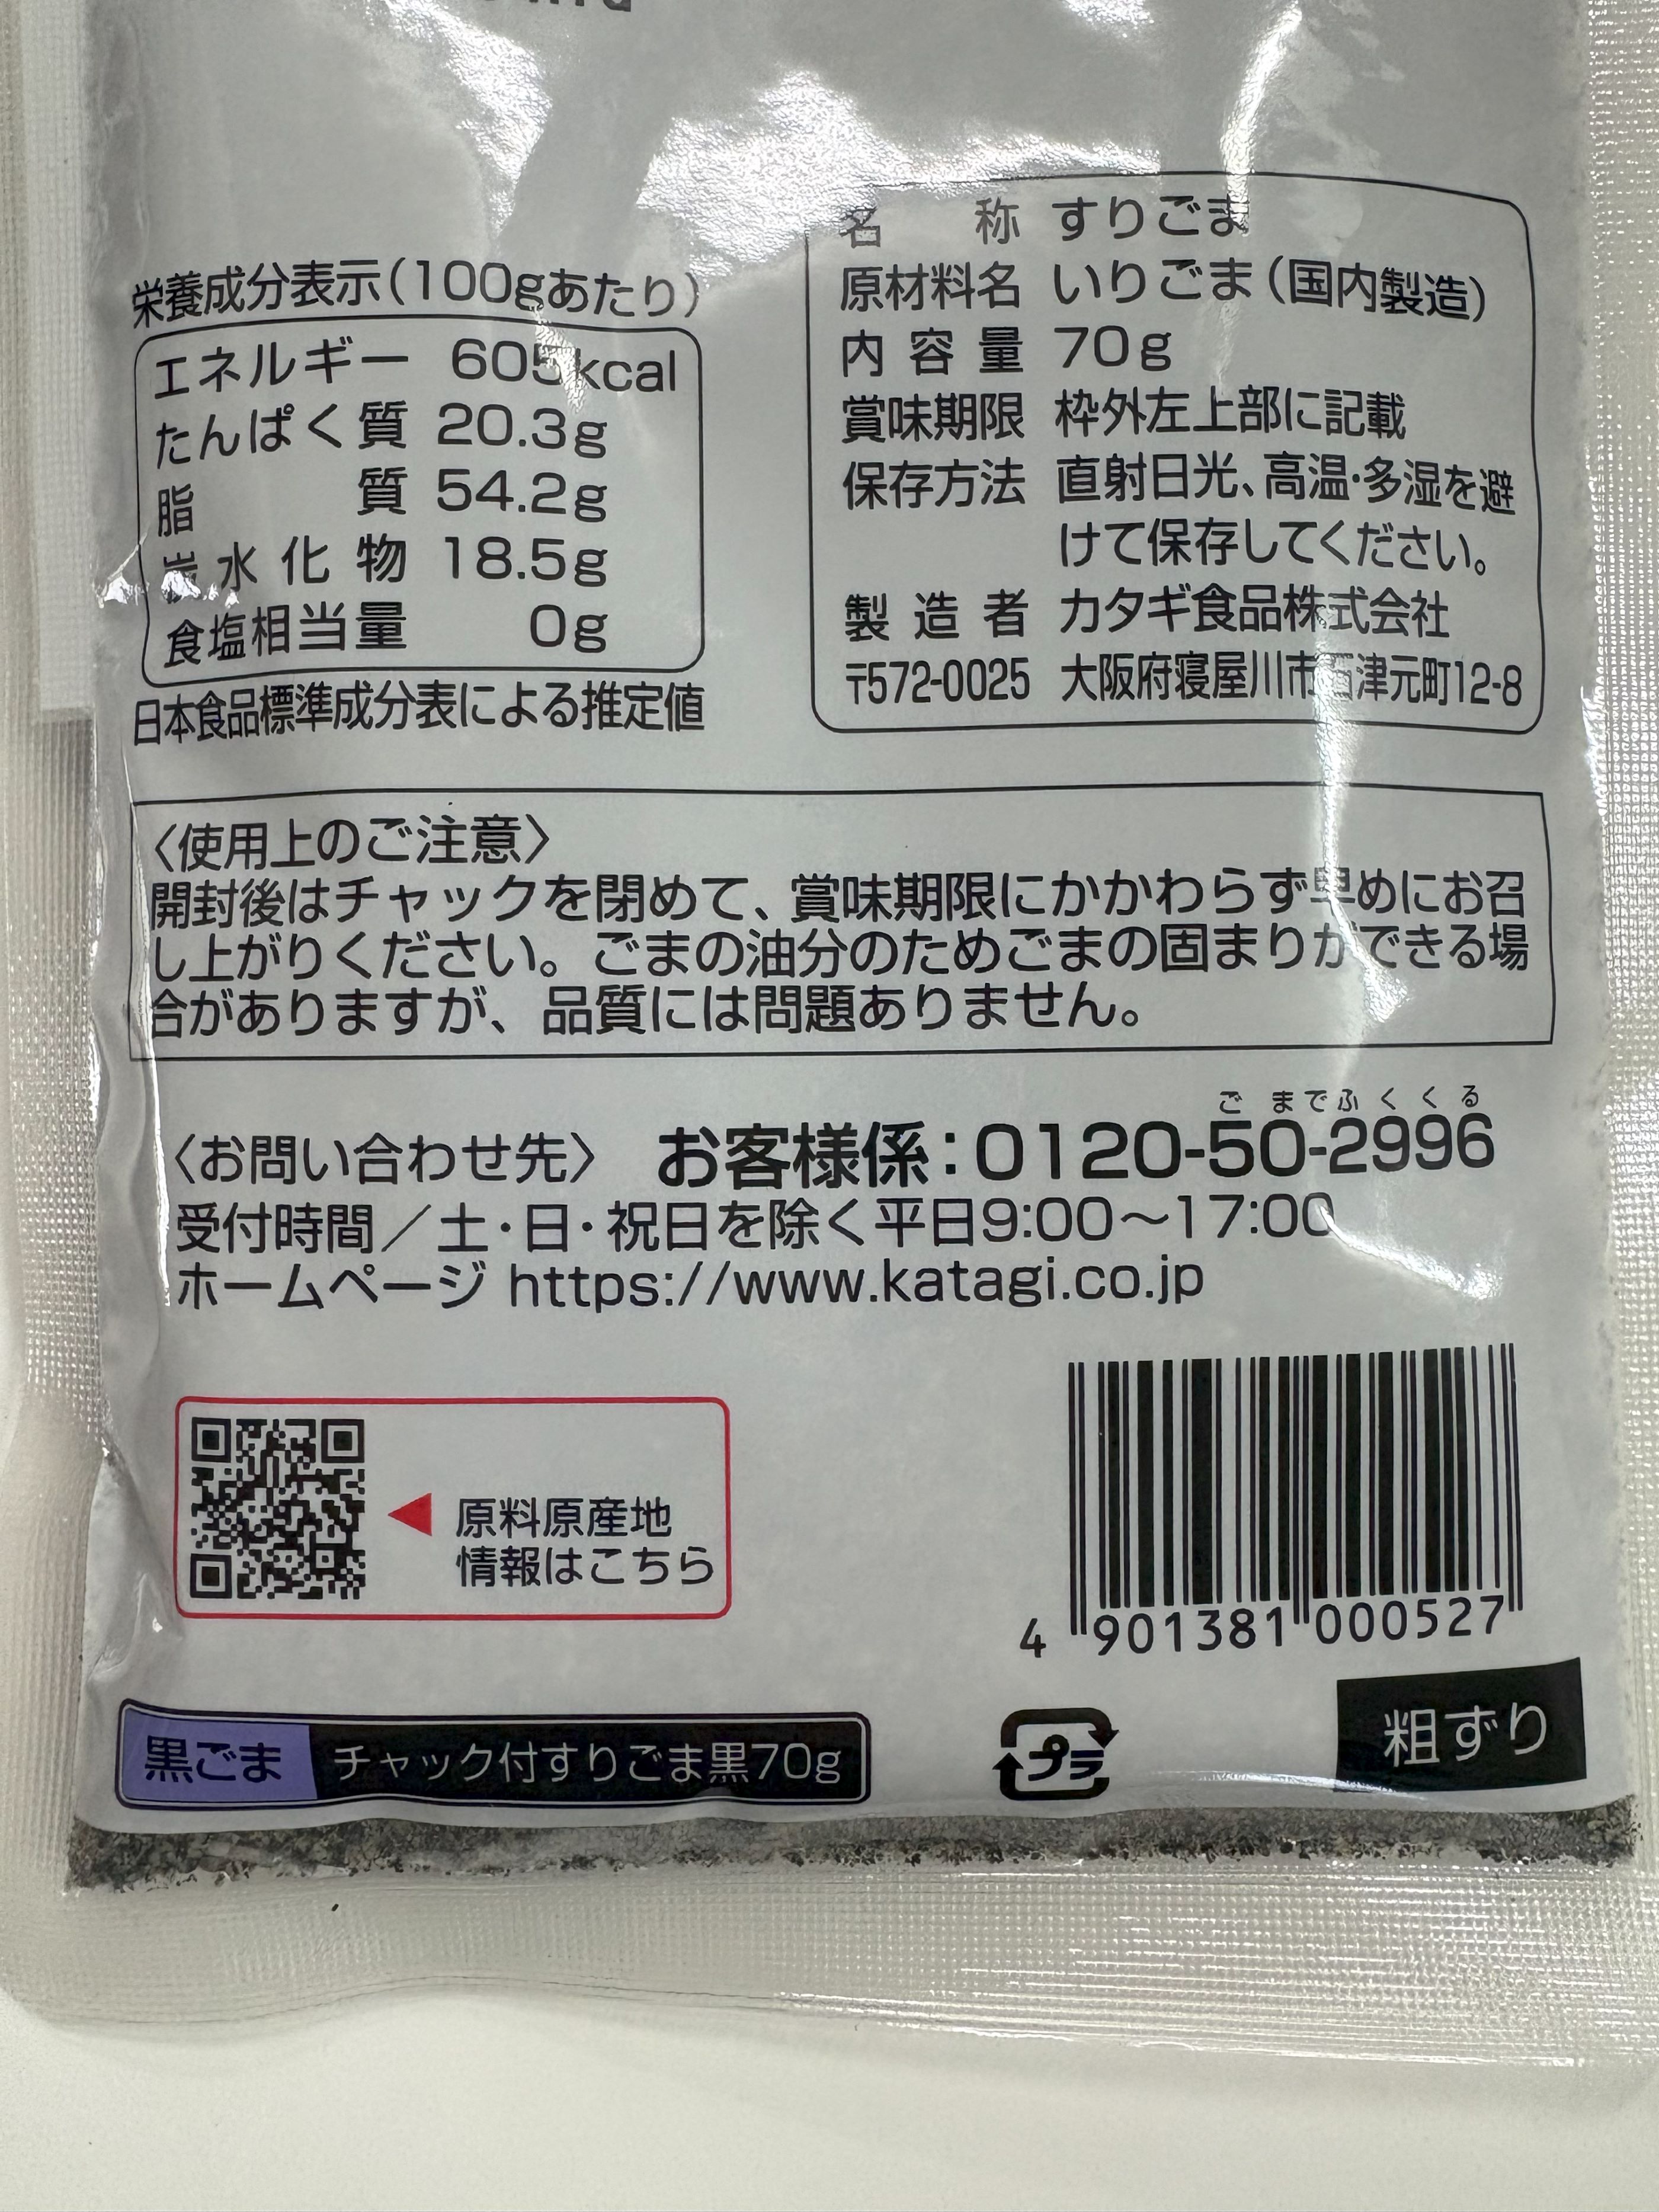 栄養成分表示(100gあたり)
エネルギー 605kcal
たんぱく質 20.3g
脂質 54.2g
炭水化物 18.5g
食塩相当量 0g
日本食品標準成分表による推定値
名称 すりごま
原材料名 いりごま(国内製造)
内容量 70g
賞味期限 枠外左上部に記載
保存方法 直射日光、高温・多湿を避
けて保存してください。
製造者 カタギ食品株式会社
〒572-0025 大阪府寝屋川市石津元町12-8
〈使用上のご注意〉
開封後はチャックを閉めて、賞味期限にかかわらず早めにお召
し上がりください。ごまの油分のためごまの固まりができる場
合がありますが、品質には問題ありません。
ごまでふくくる
〈お問い合わせ先〉 お客様係:0120-50-2996
受付時間/土・日・祝日を除く平日9:00~17:00
ホームページ https://www.katagi.co.jp
原料原産地
情報はこちら
4 901381 000527
粗ずり
黒ごま チャック付すりごま黒70g
プラ